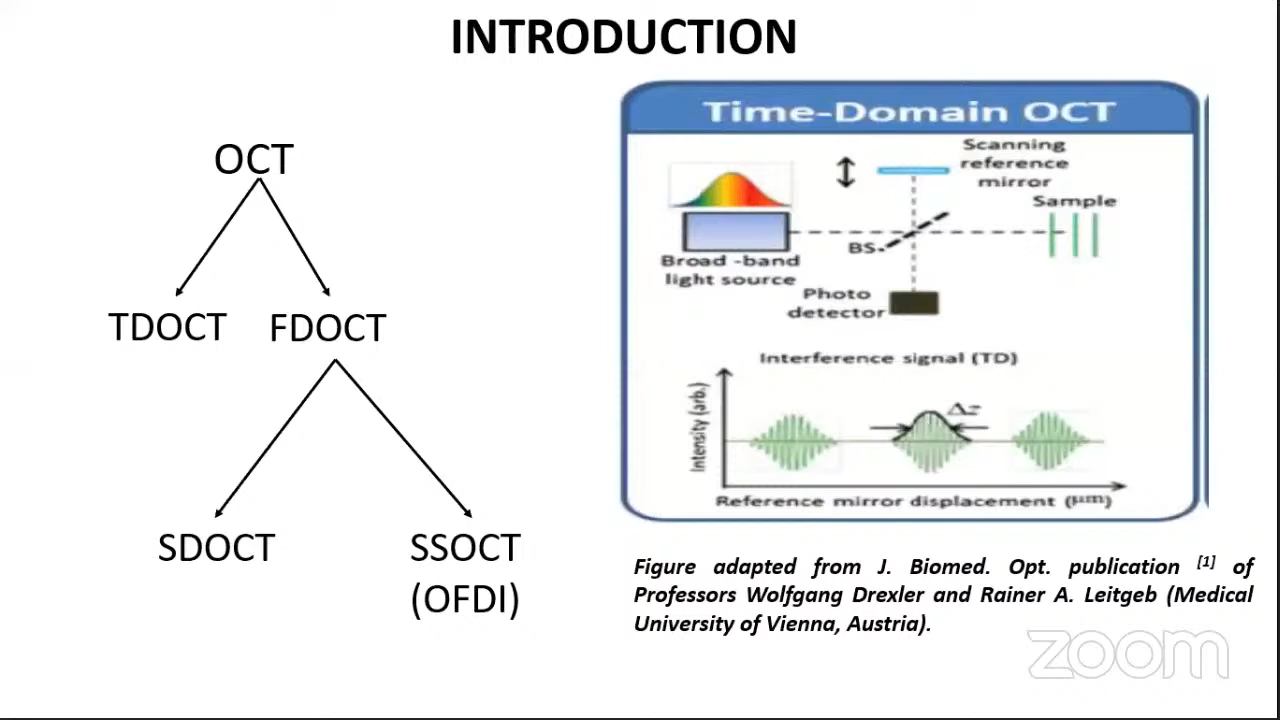 INTRODUCTION
OCT
TDOCT FDOCT
SDOCT SSOCT
(OFDI)
Time-Domain OCT
Scanning
reference
mirror
Sample
BS
Broad -band
light source
Photo
detector
Interference signal (TD)
Intensity (arb.)
Δz
Reference mirror displacement (μm)
Figure adapted from J. Biomed. Opt. publication [1] of
Professors Wolfgang Drexler and Rainer A. Leitgeb (Medical
University of Vienna, Austria).
zoom